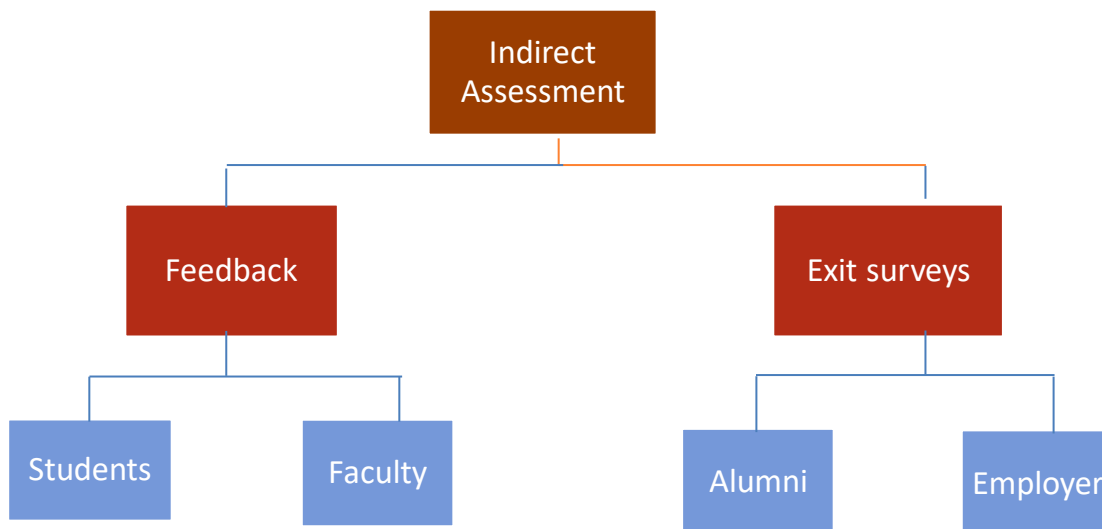 Indirect
Assessment
Feedback
Exit surveys
Students
Faculty
Alumni
Employer